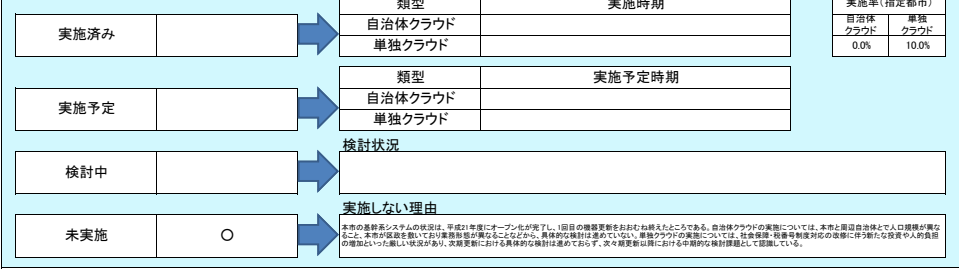 類型 実施時期 実施率(指定都市)
実施済み 自治体クラウド 自治体クラウド 単独クラウド
単独クラウド 0.0% 10.0%
類型 実施予定時期
実施予定 自治体クラウド
単独クラウド
検討状況
検討中
実施しない理由
未実施 ○ 本市の基幹系システムの状況は、平成21年度にオープン化が完了し、1回目の機器更新をおおむね終えたところである。自治体クラウドの実施については、本市と周辺自治体とで人口規模が異な
ること、本市が区政を敷いており業務形態が異なることなどから、具体的な検討は進めていない。単独クラウドの実施については、社会保障・税番号制度対応の改修に伴う新たな投資や人的負担
の増加といった厳しい状況があり、次期更新における具体的な検討は進めておらず、次々期更新以降における中期的な検討課題として認識している。